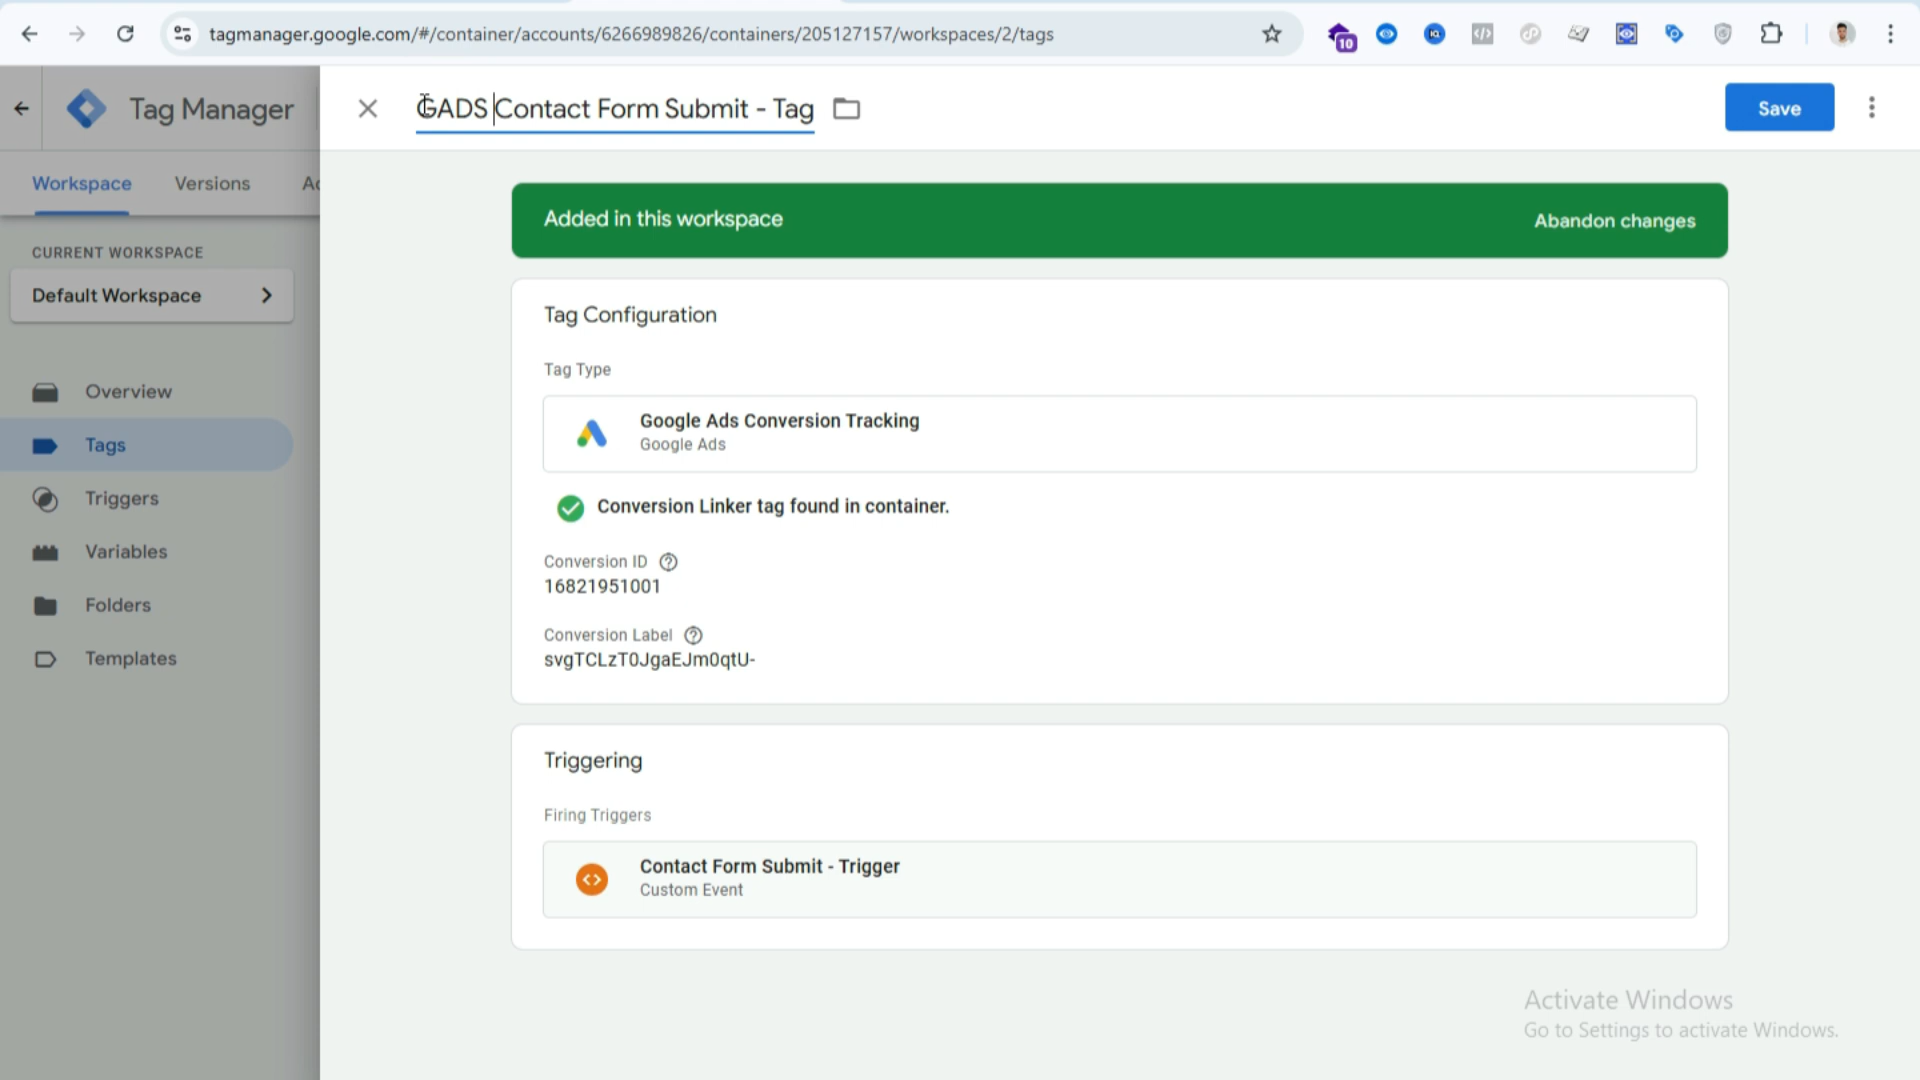 tagmanager.google.com/#/container/accounts/6266989826/containers/205127157/workspaces/2/tags
10
Tag Manager
GADS Contact Form Submit - Tag
Save
Workspace
Versions
Ad
Added in this workspace
Abandon changes
CURRENT WORKSPACE
Default Workspace
Overview
Tags
Triggers
Variables
Folders
Templates
Tag Configuration
Tag Type
Google Ads Conversion Tracking
Google Ads
Conversion Linker tag found in container.
Conversion ID
16821951001
Conversion Label
svgTCLzT0JgaEJm0qtU-
Triggering
Firing Triggers
Contact Form Submit - Trigger
Custom Event
Activate Windows
Go to Settings to activate Windows.